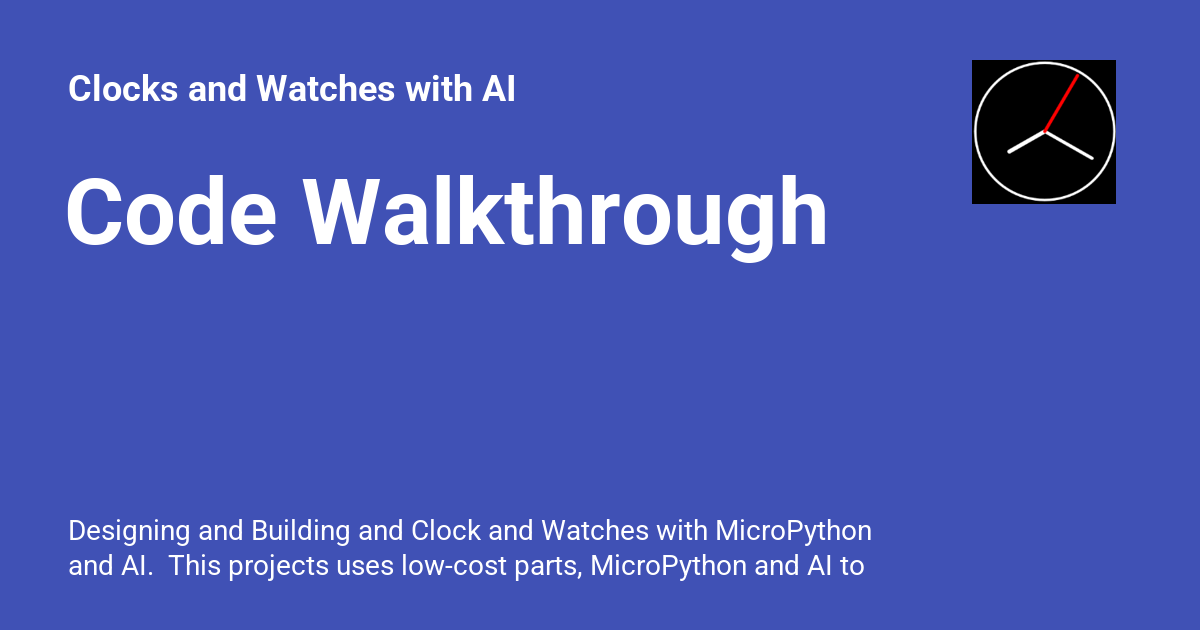 Clocks and Watches with AI
Code Walkthrough
Designing and Building and Clock and Watches with MicroPython
and AI.  This projects uses low-cost parts, MicroPython and AI to